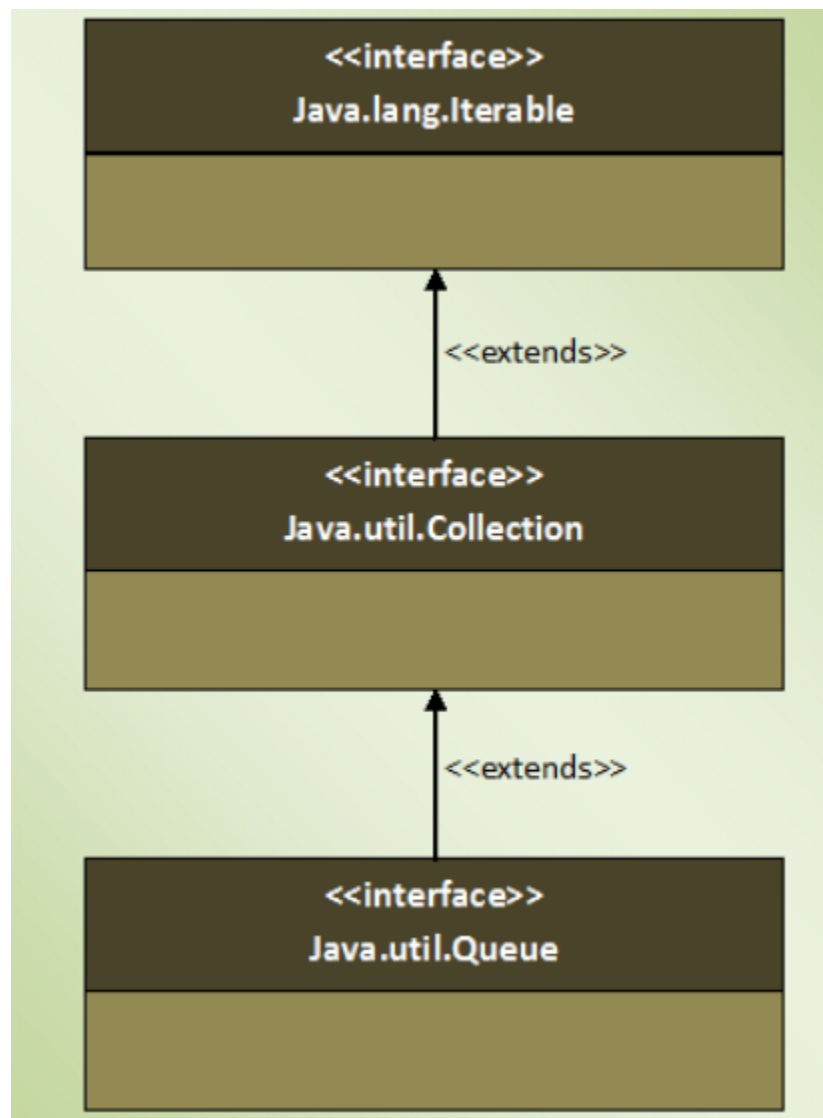 <<interface>>
Java.lang.Iterable
<<extends>>
<<interface>>
Java.util.Collection
<<extends>>
<<interface>>
Java.util.Queue